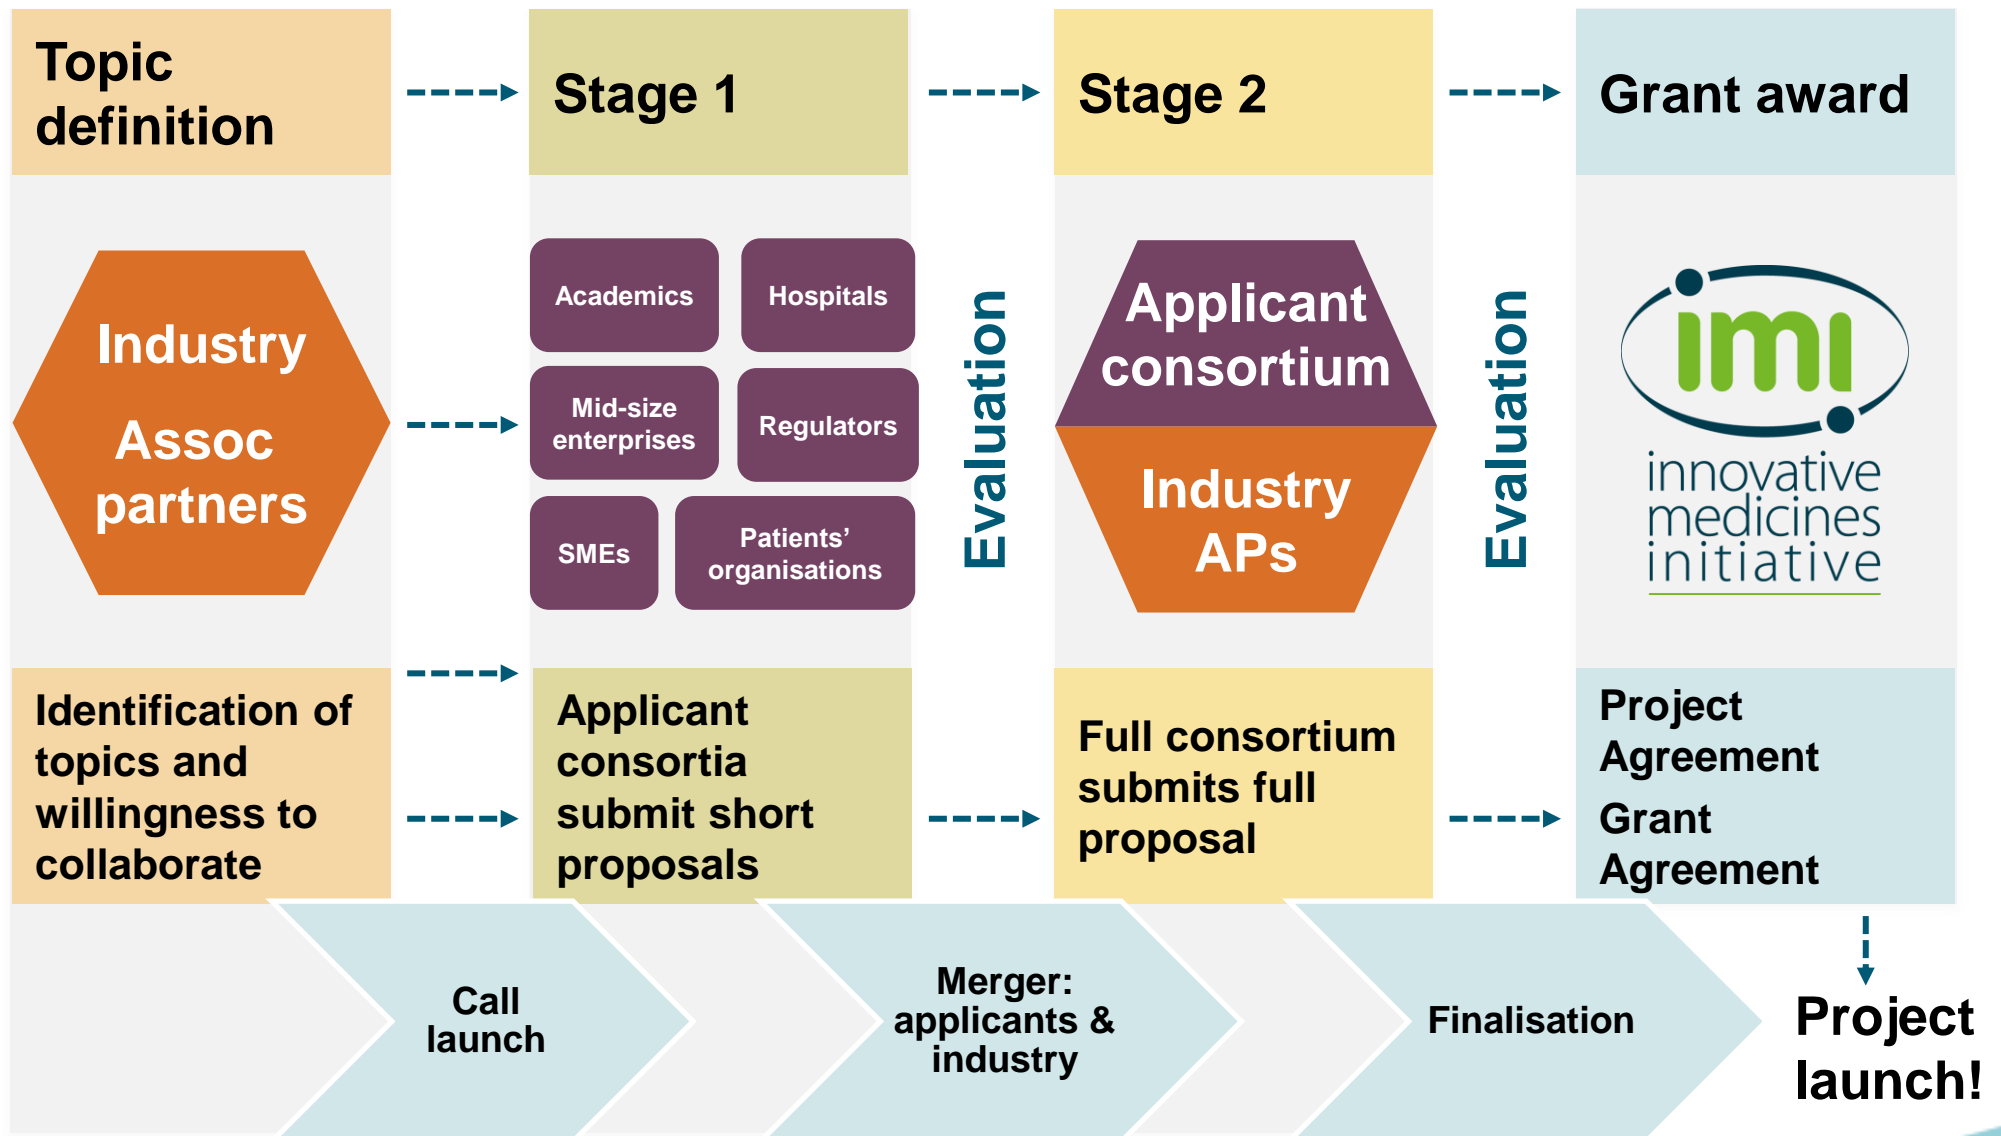 Topic
definition
Stage 1
Stage 2
Grant award
Industry
Assoc
partners
Academics
Hospitals
Mid-size
enterprises
Regulators
SMEs
Patients’
organisations
Evaluation
Applicant
consortium
Industry
APs
Evaluation
imi
innovative
medicines
initiative
Identification of
topics and
willingness to
collaborate
Applicant
consortia
submit short
proposals
Full consortium
submits full
proposal
Project
Agreement
Grant
Agreement
Call
launch
Merger:
applicants &
industry
Finalisation
Project
launch!